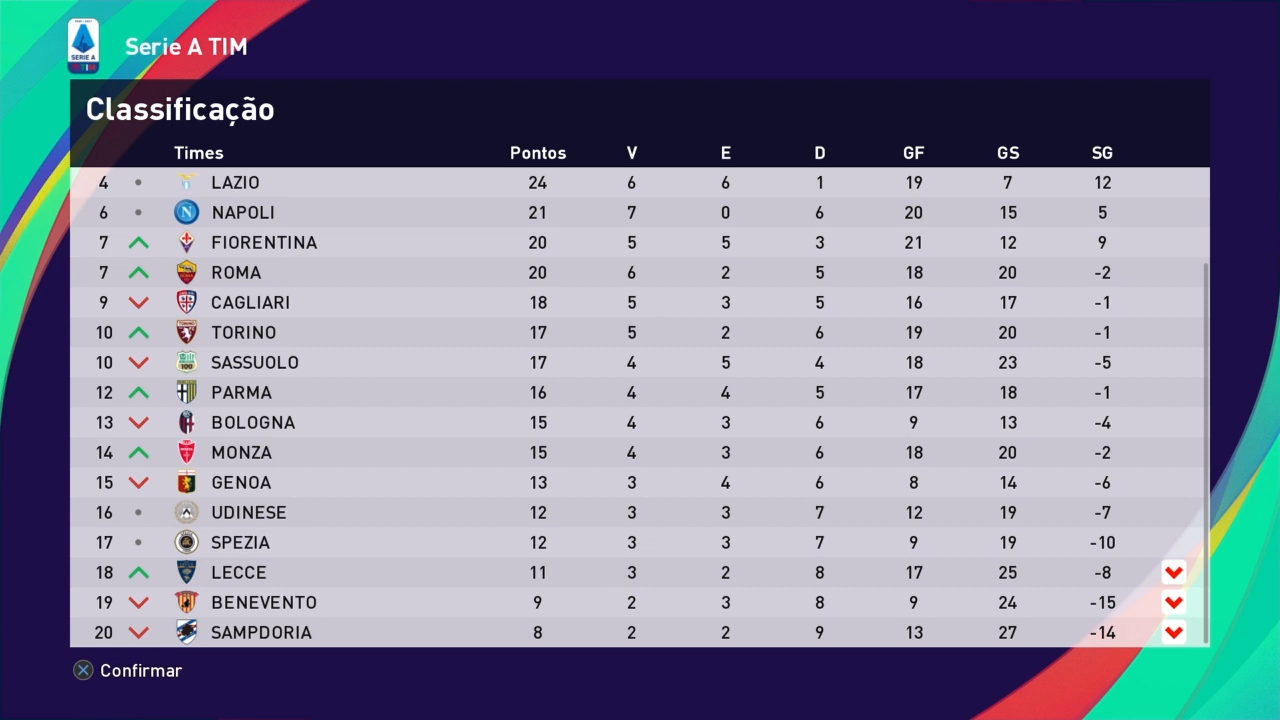 SERIE A
TIM
Serie A TIM
Classificação
Times Pontos V E D GF GS SG
4 LAZIO 24 6 6 1 19 7 12
6 NAPOLI 21 7 0 6 20 15 5
7 FIORENTINA 20 5 5 3 21 12 9
7 ROMA 20 6 2 5 18 20 -2
9 CAGLIARI 18 5 3 5 16 17 -1
10 TORINO 17 5 2 6 19 20 -1
10 SASSUOLO 17 4 5 4 18 23 -5
12 PARMA 16 4 4 5 17 18 -1
13 BOLOGNA 15 4 3 6 9 13 -4
14 MONZA 15 4 3 6 18 20 -2
15 GENOA 13 3 4 6 8 14 -6
16 UDINESE 12 3 3 7 12 19 -7
17 SPEZIA 12 3 3 7 9 19 -10
18 LECCE 11 3 2 8 17 25 -8
19 BENEVENTO 9 2 3 8 9 24 -15
20 SAMPDORIA 8 2 2 9 13 27 -14
Confirmar